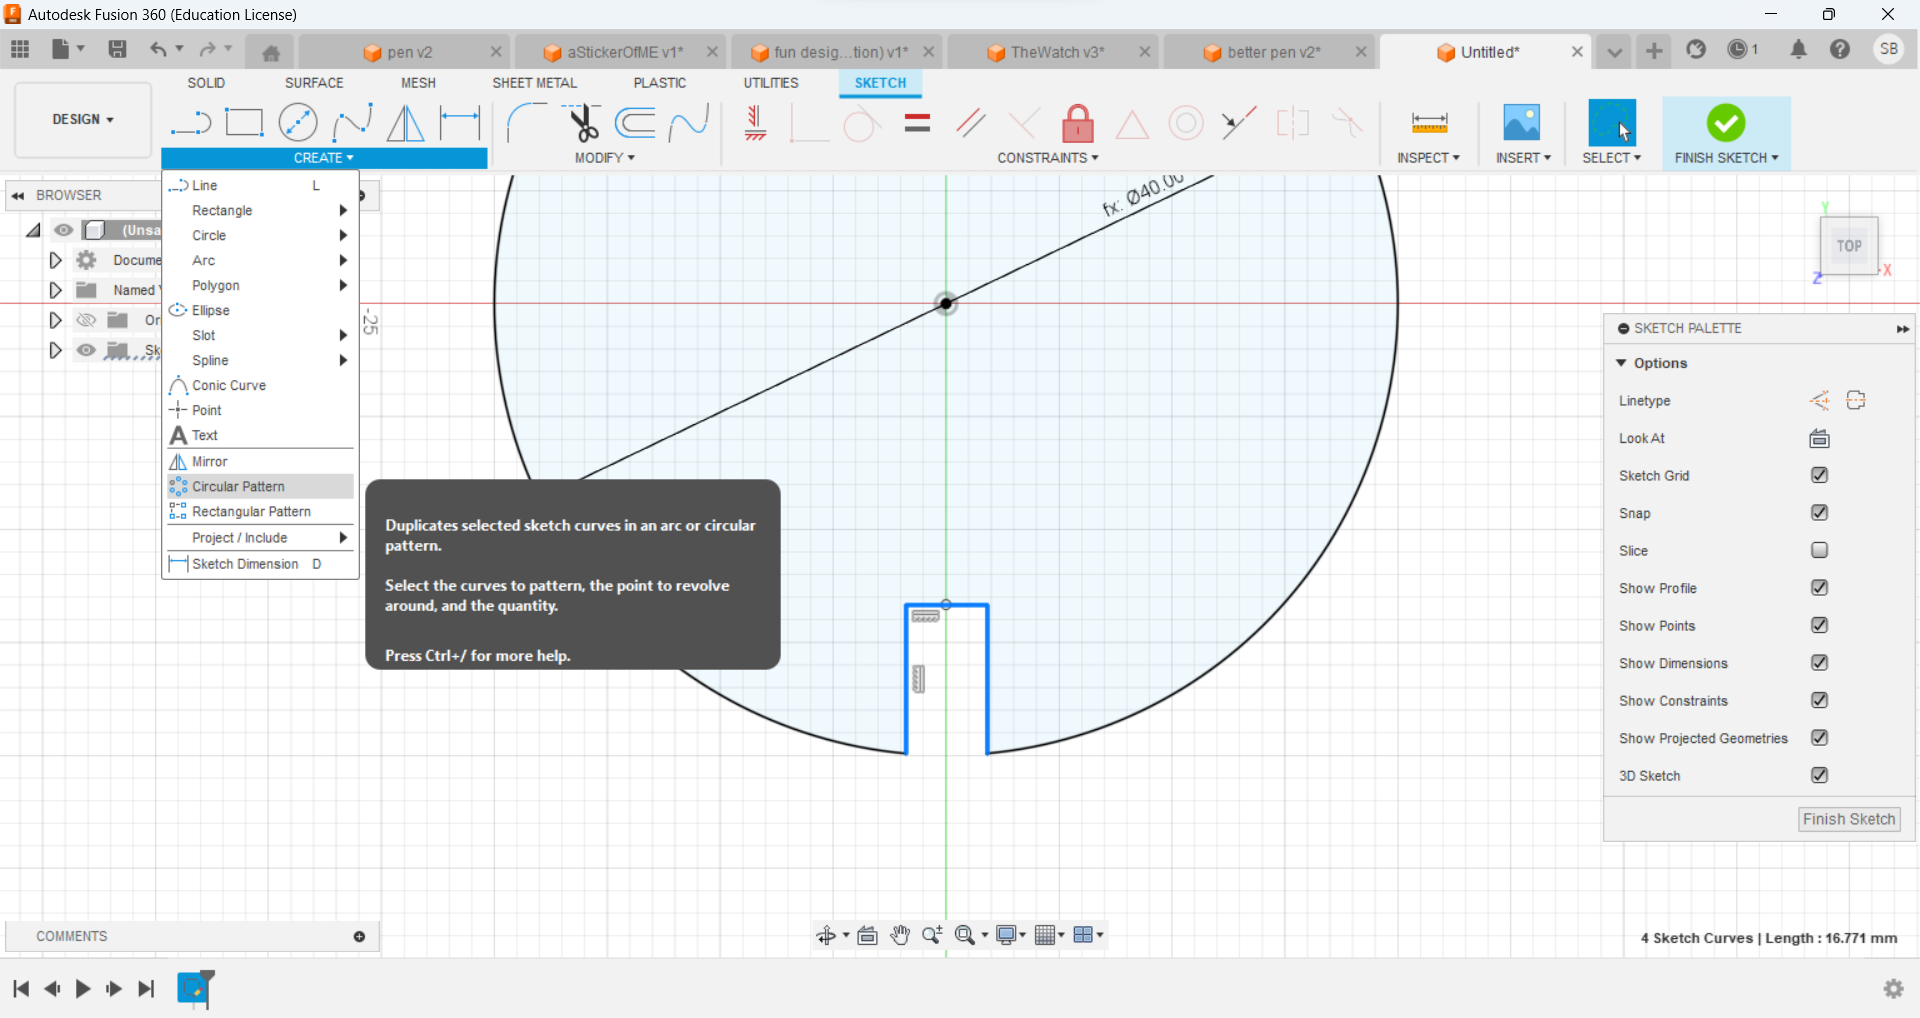 Autodesk Fusion 360 (Education License)
pen v2
aStickerOfME v1*
fun desig...tion) v1*
TheWatch v3*
better pen v2*
Untitled*
1
SB
SOLID
SURFACE
MESH
SHEET METAL
PLASTIC
UTILITIES
SKETCH
DESIGN
CREATE
MODIFY
CONSTRAINTS
INSPECT
INSERT
SELECT
FINISH SKETCH
BROWSER
(Unsa
Docume
Named
Or
Sk
Line L
Rectangle
Circle
Arc
Polygon
Ellipse
Slot
Spline
Conic Curve
Point
Text
Mirror
Circular Pattern
Rectangular Pattern
Project / Include
Sketch Dimension D
Duplicates selected sketch curves in an arc or circular
pattern.
Select the curves to pattern, the point to revolve
around, and the quantity.
Press Ctrl+/ for more help.
-25
fx: Ø40.00
Y
TOP
X
Z
SKETCH PALETTE
Options
Linetype
Look At
Sketch Grid
Snap
Slice
Show Profile
Show Points
Show Dimensions
Show Constraints
Show Projected Geometries
3D Sketch
Finish Sketch
COMMENTS
4 Sketch Curves | Length : 16.771 mm